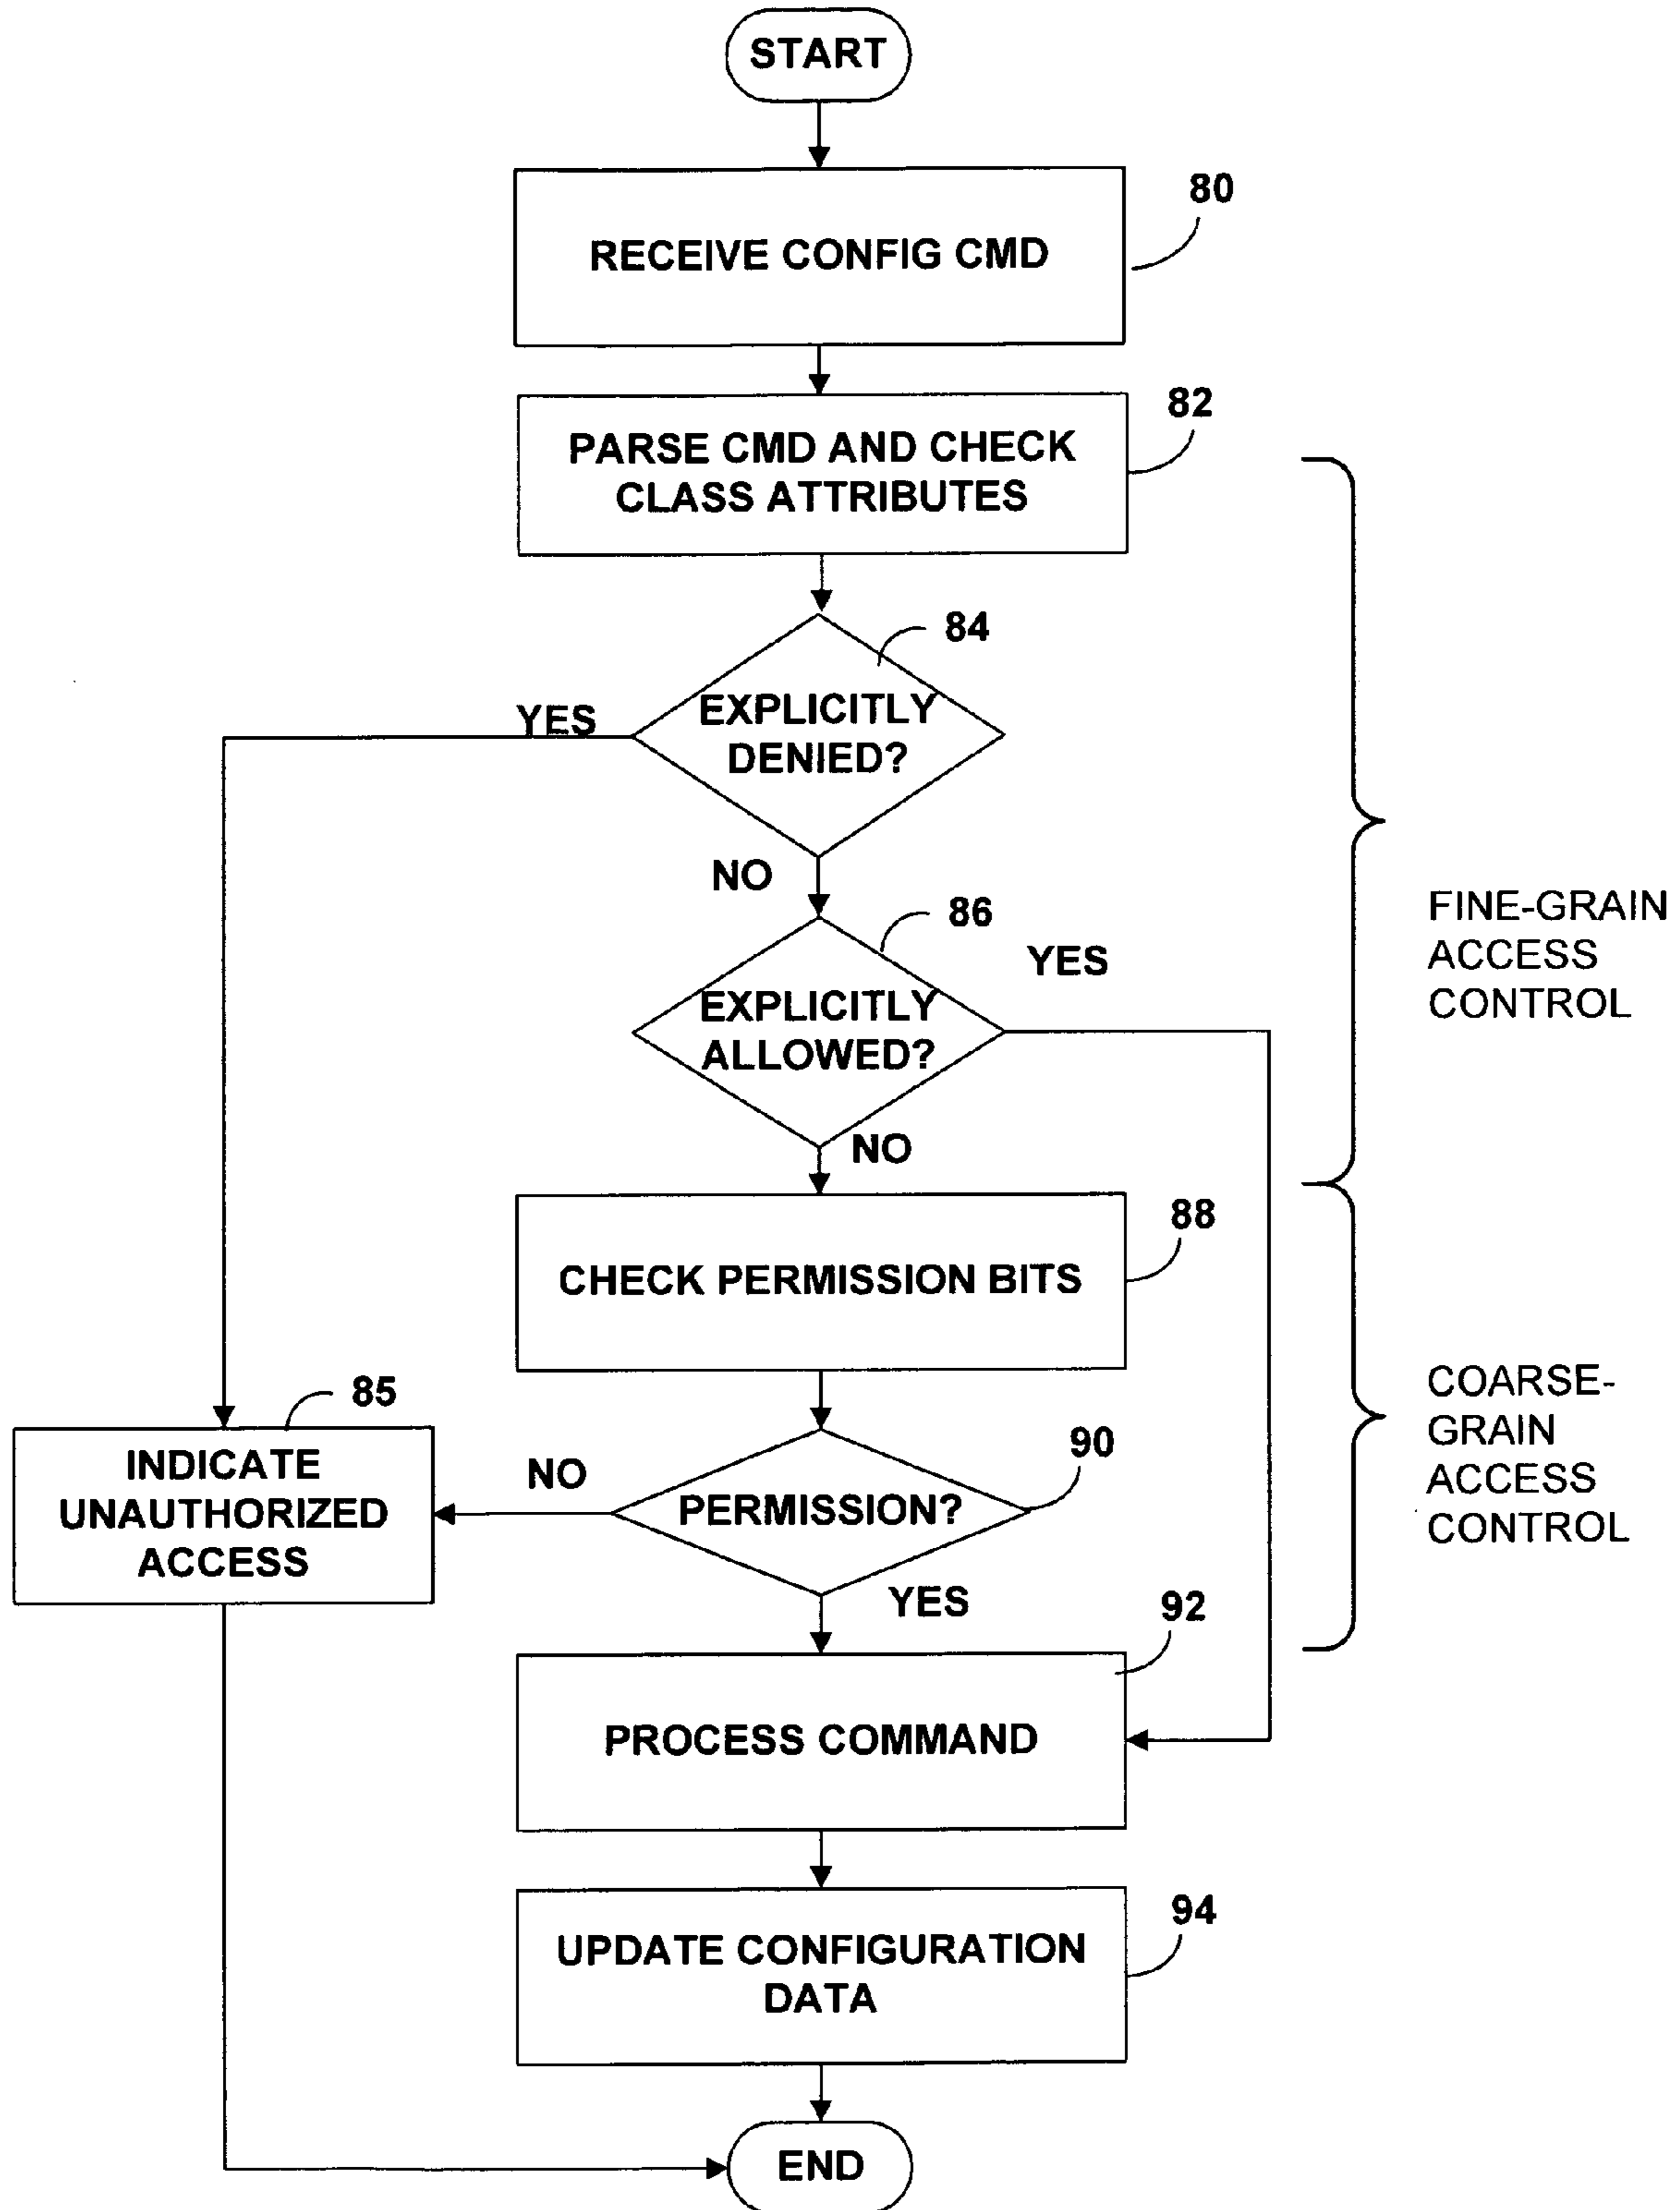 START
80
RECEIVE CONFIG CMD
82
PARSE CMD AND CHECK
CLASS ATTRIBUTES
84
YES
EXPLICITLY
DENIED?
NO
86
YES
EXPLICITLY
ALLOWED?
NO
FINE-GRAIN
ACCESS
CONTROL
88
CHECK PERMISSION BITS
85
INDICATE
UNAUTHORIZED
ACCESS
NO
90
PERMISSION?
YES
COARSE-
GRAIN
ACCESS
CONTROL
92
PROCESS COMMAND
94
UPDATE CONFIGURATION
DATA
END